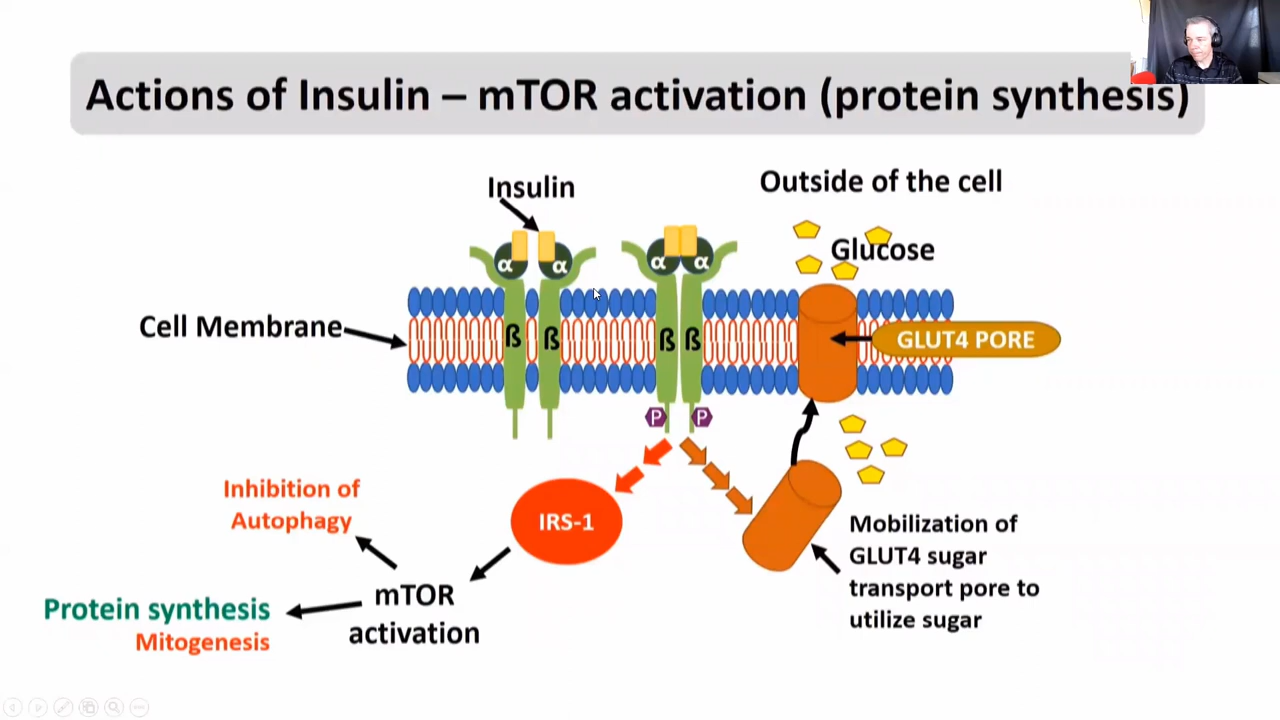 Actions of Insulin – mTOR activation (protein synthesis)
Insulin
Outside of the cell
Glucose
α
α
α
α
Cell Membrane
ß
ß
ß
ß
GLUT4 PORE
P
P
Inhibition of
Autophagy
IRS-1
Mobilization of
GLUT4 sugar
transport pore to
utilize sugar
mTOR
activation
Protein synthesis
Mitogenesis